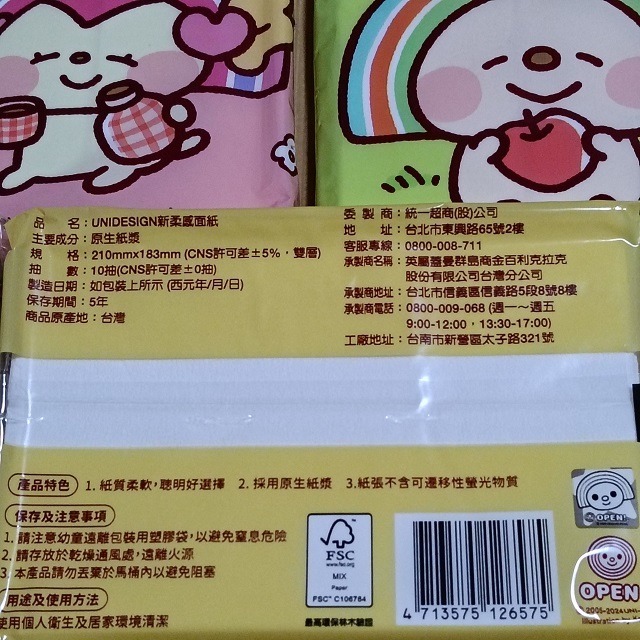 品 名：UNIDESIGN新柔感面紙
主要成分：原生紙漿
規 格：210mmx183mm (CNS許可差±5%，雙層)
抽 數：10抽(CNS許可差±0抽)
製造日期：如包裝上所示 (西元年/月/日)
保存期間：5年
商品原產地：台灣
委 製 商：統一超商(股)公司
地 址：台北市東興路65號2樓
客服專線：0800-008-711
承製商名稱：英屬蓋曼群島商金百利克拉克
股份有限公司台灣分公司
承製商地址：台北市信義區信義路5段8號8樓
承製商電話：0800-009-068 (週一~週五
9:00-12:00，13:30-17:00)
工廠地址：台南市新營區太子路321號
產品特色 1. 紙質柔軟，聰明好選擇 2. 採用原生紙漿 3.紙張不含可遷移性螢光物質
保存及注意事項
1. 請注意幼童遠離包裝用塑膠袋，以避免窒息危險
2. 請存放於乾燥通風處，遠離火源
3. 本產品請勿丟棄於馬桶內以避免阻塞
用途及使用方法
使用個人衛生及居家環境清潔
FSC
www.fsc.org
MIX
Paper
FSC™ C106764
最高環保林木驗證
4 713575 126575
OPEN!
OPEN
© 2005-2024 UNI-